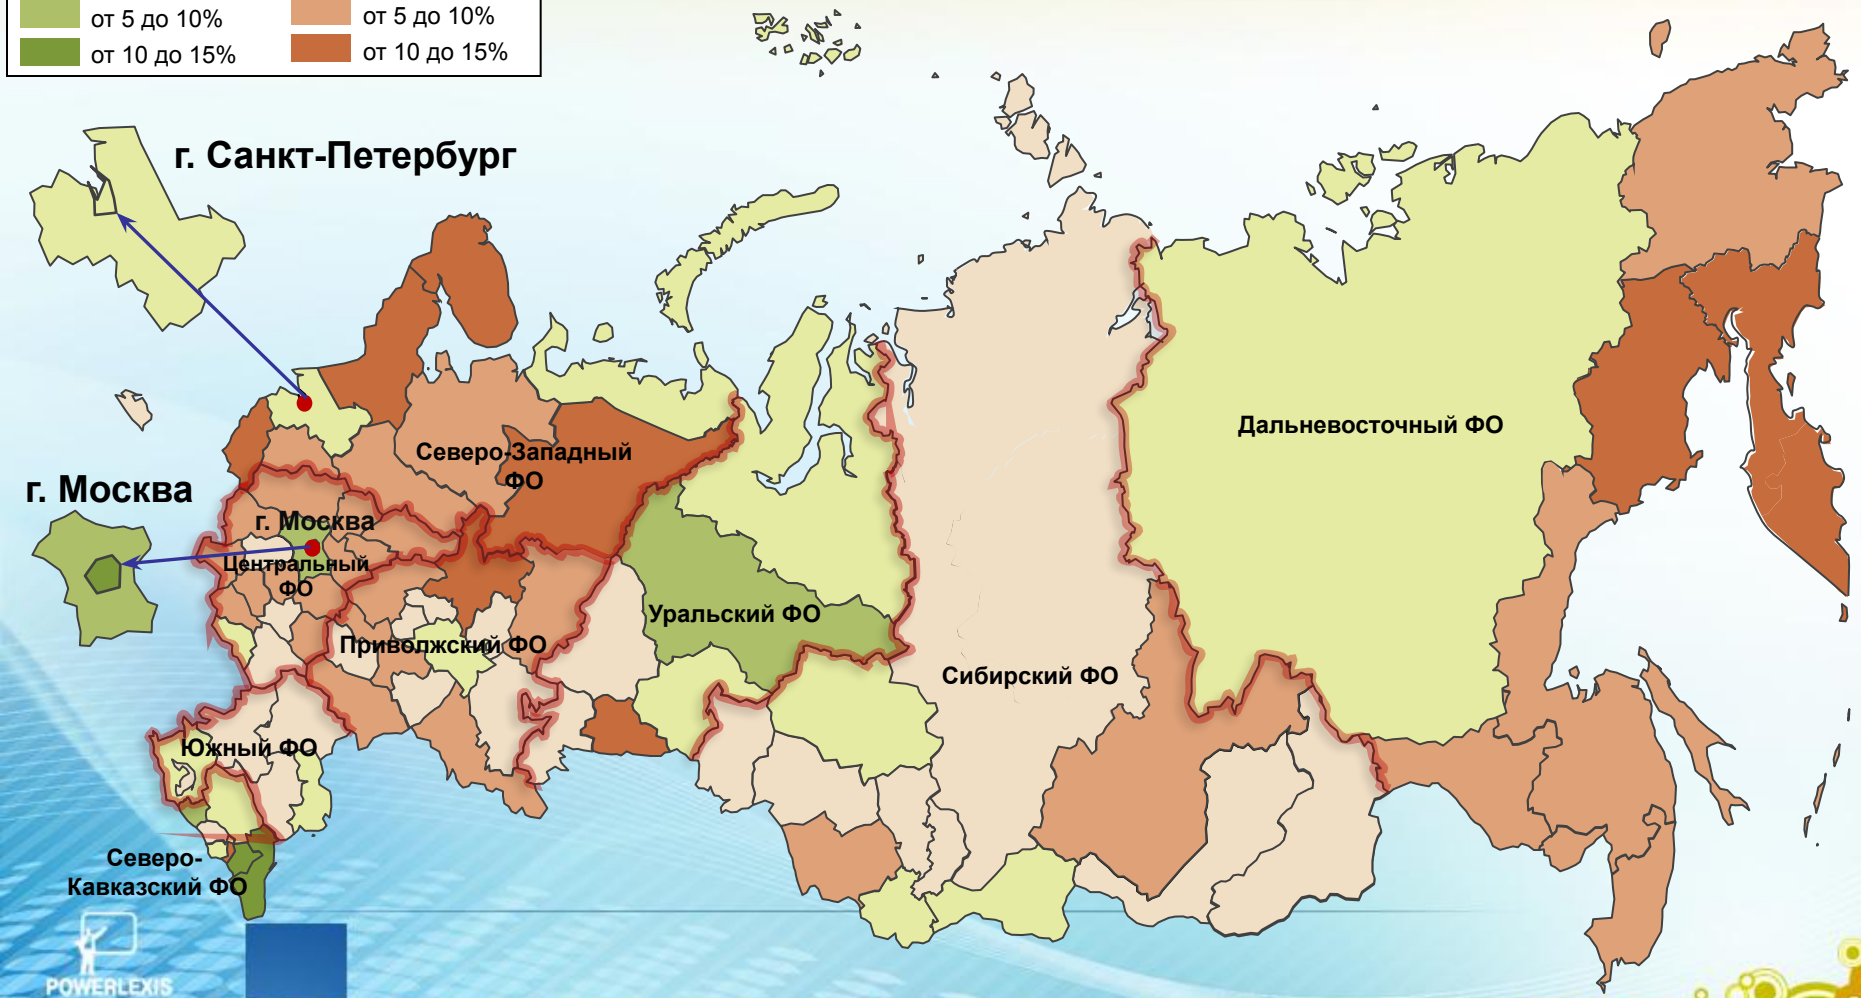 от 5 до 10%
от 5 до 10%
от 10 до 15%
от 10 до 15%
г. Санкт-Петербург
Дальневосточный ФО
Северо-Западный
ФО
г. Москва
г. Москва
Центральный
ФО
Уральский ФО
Приволжский ФО
Сибирский ФО
Южный ФО
Северо-
Кавказский ФО
POWERLEXIS